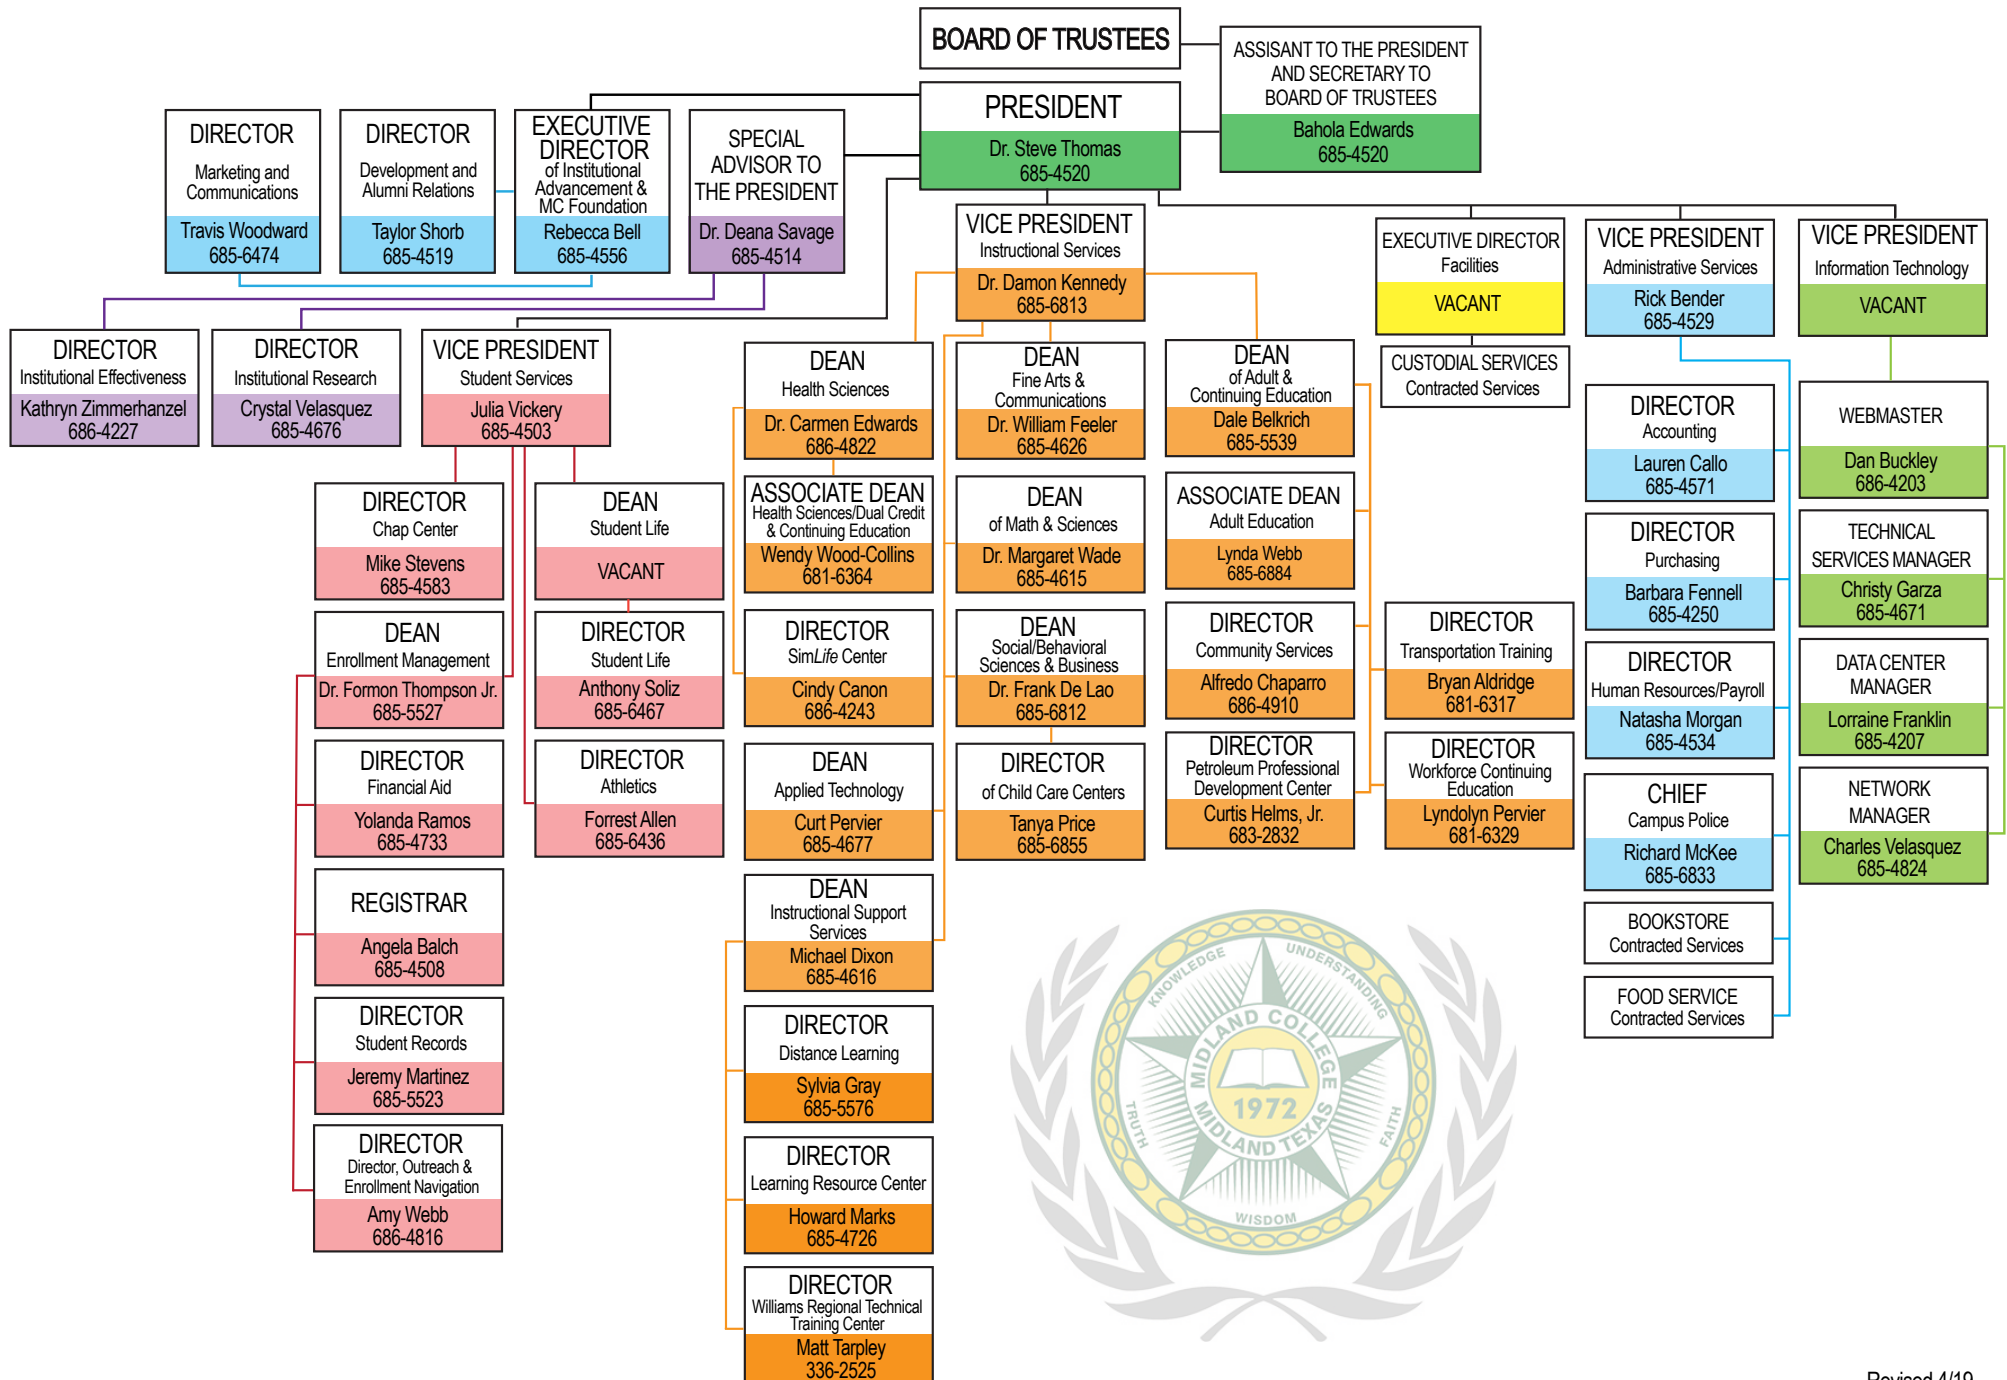 BOARD OF TRUSTEES
ASSISANT TO THE PRESIDENT
AND SECRETARY TO
BOARD OF TRUSTEES
Bahola Edwards
685-4520
PRESIDENT
Dr. Steve Thomas
685-4520
DIRECTOR
Marketing and
Communications
Travis Woodward
685-6474
DIRECTOR
Development and
Alumni Relations
Taylor Shorb
685-4519
EXECUTIVE
DIRECTOR
of Institutional
Advancement &
MC Foundation
Rebecca Bell
685-4556
SPECIAL
ADVISOR TO
THE PRESIDENT
Dr. Deana Savage
685-4514
VICE PRESIDENT
Instructional Services
Dr. Damon Kennedy
685-6813
EXECUTIVE DIRECTOR
Facilities
VACANT
CUSTODIAL SERVICES
Contracted Services
VICE PRESIDENT
Administrative Services
Rick Bender
685-4529
VICE PRESIDENT
Information Technology
VACANT
DIRECTOR
Institutional Effectiveness
Kathryn Zimmerhanzel
686-4227
DIRECTOR
Institutional Research
Crystal Velasquez
685-4676
VICE PRESIDENT
Student Services
Julia Vickery
685-4503
DIRECTOR
Chap Center
Mike Stevens
685-4583
DEAN
Enrollment Management
Dr. Formon Thompson Jr.
685-5527
DIRECTOR
Financial Aid
Yolanda Ramos
685-4733
REGISTRAR
Angela Balch
685-4508
DIRECTOR
Student Records
Jeremy Martinez
685-5523
DIRECTOR
Director, Outreach &
Enrollment Navigation
Amy Webb
686-4816
DEAN
Student Life
VACANT
DIRECTOR
Student Life
Anthony Soliz
685-6467
DIRECTOR
Athletics
Forrest Allen
685-6436
DEAN
Health Sciences
Dr. Carmen Edwards
686-4822
ASSOCIATE DEAN
Health Sciences/Dual Credit
& Continuing Education
Wendy Wood-Collins
681-6364
DIRECTOR
SimLife Center
Cindy Canon
686-4243
DEAN
Applied Technology
Curt Pervier
685-4677
DEAN
Instructional Support
Services
Michael Dixon
685-4616
DIRECTOR
Distance Learning
Sylvia Gray
685-5576
DIRECTOR
Learning Resource Center
Howard Marks
685-4726
DIRECTOR
Williams Regional Technical
Training Center
Matt Tarpley
336-2525
DEAN
Fine Arts &
Communications
Dr. William Feeler
685-4626
DEAN
of Math & Sciences
Dr. Margaret Wade
685-4615
DEAN
Social/Behavioral
Sciences & Business
Dr. Frank De Lao
685-6812
DIRECTOR
of Child Care Centers
Tanya Price
685-6855
DEAN
of Adult &
Continuing Education
Dale Belkrich
685-5539
ASSOCIATE DEAN
Adult Education
Lynda Webb
685-6884
DIRECTOR
Community Services
Alfredo Chaparro
686-4910
DIRECTOR
Petroleum Professional
Development Center
Curtis Helms, Jr.
683-2832
DIRECTOR
Transportation Training
Bryan Aldridge
681-6317
DIRECTOR
Workforce Continuing
Education
Lyndolyn Pervier
681-6329
DIRECTOR
Accounting
Lauren Callo
685-4571
DIRECTOR
Purchasing
Barbara Fennell
685-4250
DIRECTOR
Human Resources/Payroll
Natasha Morgan
685-4534
CHIEF
Campus Police
Richard McKee
685-6833
BOOKSTORE
Contracted Services
FOOD SERVICE
Contracted Services
WEBMASTER
Dan Buckley
686-4203
TECHNICAL
SERVICES MANAGER
Christy Garza
685-4671
DATA CENTER
MANAGER
Lorraine Franklin
685-4207
NETWORK
MANAGER
Charles Velasquez
685-4824
KNOWLEDGE
UNDERSTANDING
TRUTH
FAITH
WISDOM
MIDLAND COLLEGE
1972
MIDLAND TEXAS
Revised 4/19